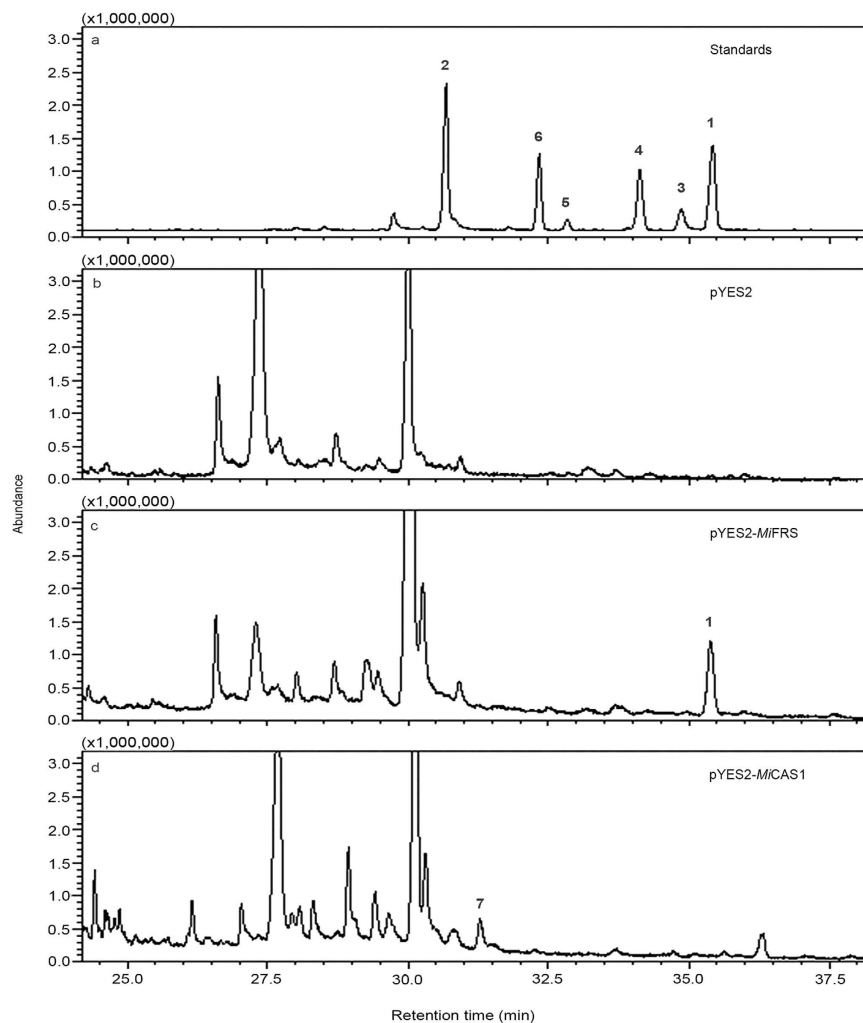 (x1,000,000)
a
Standards
3.0
2.5
2.0
1.5
1.0
0.5
0.0
2
6
5
4
3
1
(x1,000,000)
b
pYES2
3.0
2.5
2.0
1.5
1.0
0.5
0.0
(x1,000,000)
c
pYES2-MiFRS
3.0
2.5
2.0
1.5
1.0
0.5
0.0
1
(x1,000,000)
d
pYES2-MiCAS1
3.0
2.5
2.0
1.5
1.0
0.5
0.0
7
Abundance
25.0 27.5 30.0 32.5 35.0 37.5
Retention time (min)